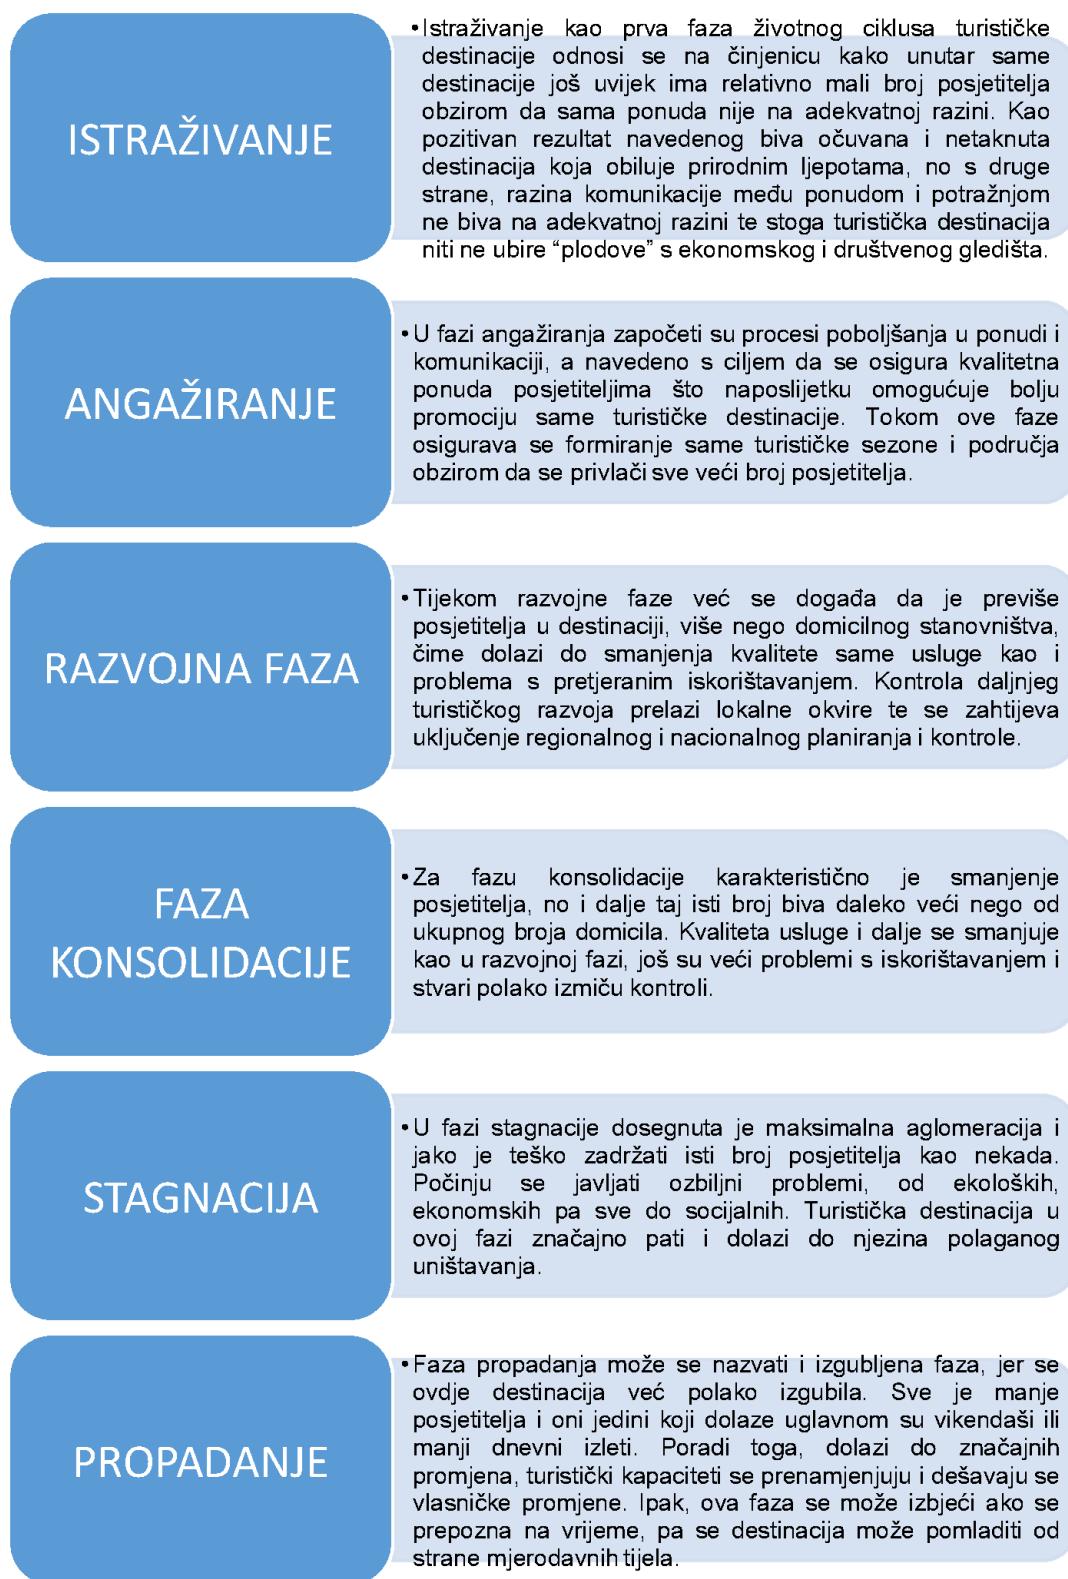 ISTRAŽIVANJE
•Istraživanje kao prva faza životnog ciklusa turističke
destinacije odnosi se na činjenicu kako unutar same
destinacije još uvijek ima relativno mali broj posjetitelja
obzirom da sama ponuda nije na adekvatnoj razini. Kao
pozitivan rezultat navedenog biva očuvana i netaknuta
destinacija koja obiluje prirodnim ljepotama, no s druge
strane, razina komunikacije među ponudom i potražnjom
ne biva na adekvatnoj razini te stoga turistička destinacija
niti ne ubire “plodove” s ekonomskog i društvenog gledišta.
ANGAŽIRANJE
•U fazi angažiranja započeti su procesi poboljšanja u ponudi i
komunikaciji, a navedeno s ciljem da se osigura kvalitetna
ponuda posjetiteljima što naposlijetku omogućuje bolju
promociju same turističke destinacije. Tokom ove faze
osigurava se formiranje same turističke sezone i područja
obzirom da se privlači sve veći broj posjetitelja.
RAZVOJNA FAZA
•Tijekom razvojne faze već se događa da je previše
posjetitelja u destinaciji, više nego domicilnog stanovništva,
čime dolazi do smanjenja kvalitete same usluge kao i
problema s pretjeranim iskorištavanjem. Kontrola daljnjeg
turističkog razvoja prelazi lokalne okvire te se zahtijeva
uključenje regionalnog i nacionalnog planiranja i kontrole.
FAZA
KONSOLIDACIJE
•Za fazu konsolidacije karakteristično je smanjenje
posjetitelja, no i dalje taj isti broj biva daleko veći nego od
ukupnog broja domicila. Kvaliteta usluge i dalje se smanjuje
kao u razvojnoj fazi, još su veći problemi s iskorištavanjem i
stvari polako izmiču kontroli.
STAGNACIJA
•U fazi stagnacije dosegnuta je maksimalna aglomeracija i
jako je teško zadržati isti broj posjetitelja kao nekada.
Počinju se javljati ozbiljni problemi, od ekoloških,
ekonomskih pa sve do socijalnih. Turistička destinacija u
ovoj fazi značajno pati i dolazi do njezina polaganog
uništavanja.
PROPADANJE
•Faza propadanja može se nazvati i izgubljena faza, jer se
ovdje destinacija već polako izgubila. Sve je manje
posjetitelja i oni jedini koji dolaze uglavnom su vikendaši ili
manji dnevni izleti. Poradi toga, dolazi do značajnih
promjena, turistički kapaciteti se prenamjenjuju i dešavaju se
vlasničke promjene. Ipak, ova faza se može izbjeći ako se
prepozna na vrijeme, pa se destinacija može pomladiti od
strane mjerodavnih tijela.